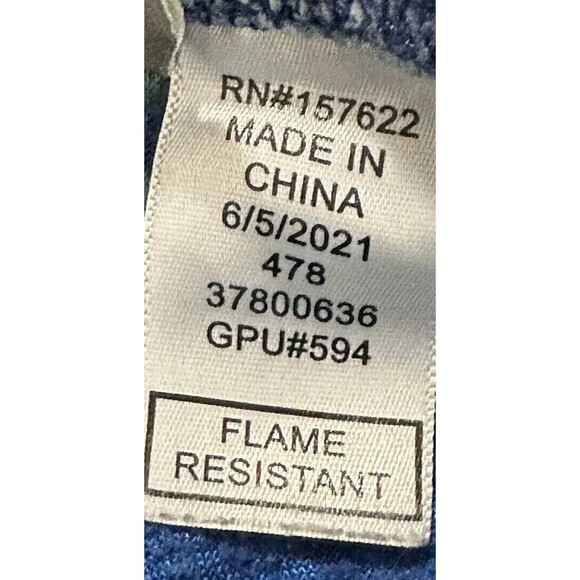 RN#157622
MADE IN
CHINA
6/5/2021
478
37800636
GPU#594
FLAME
RESISTANT